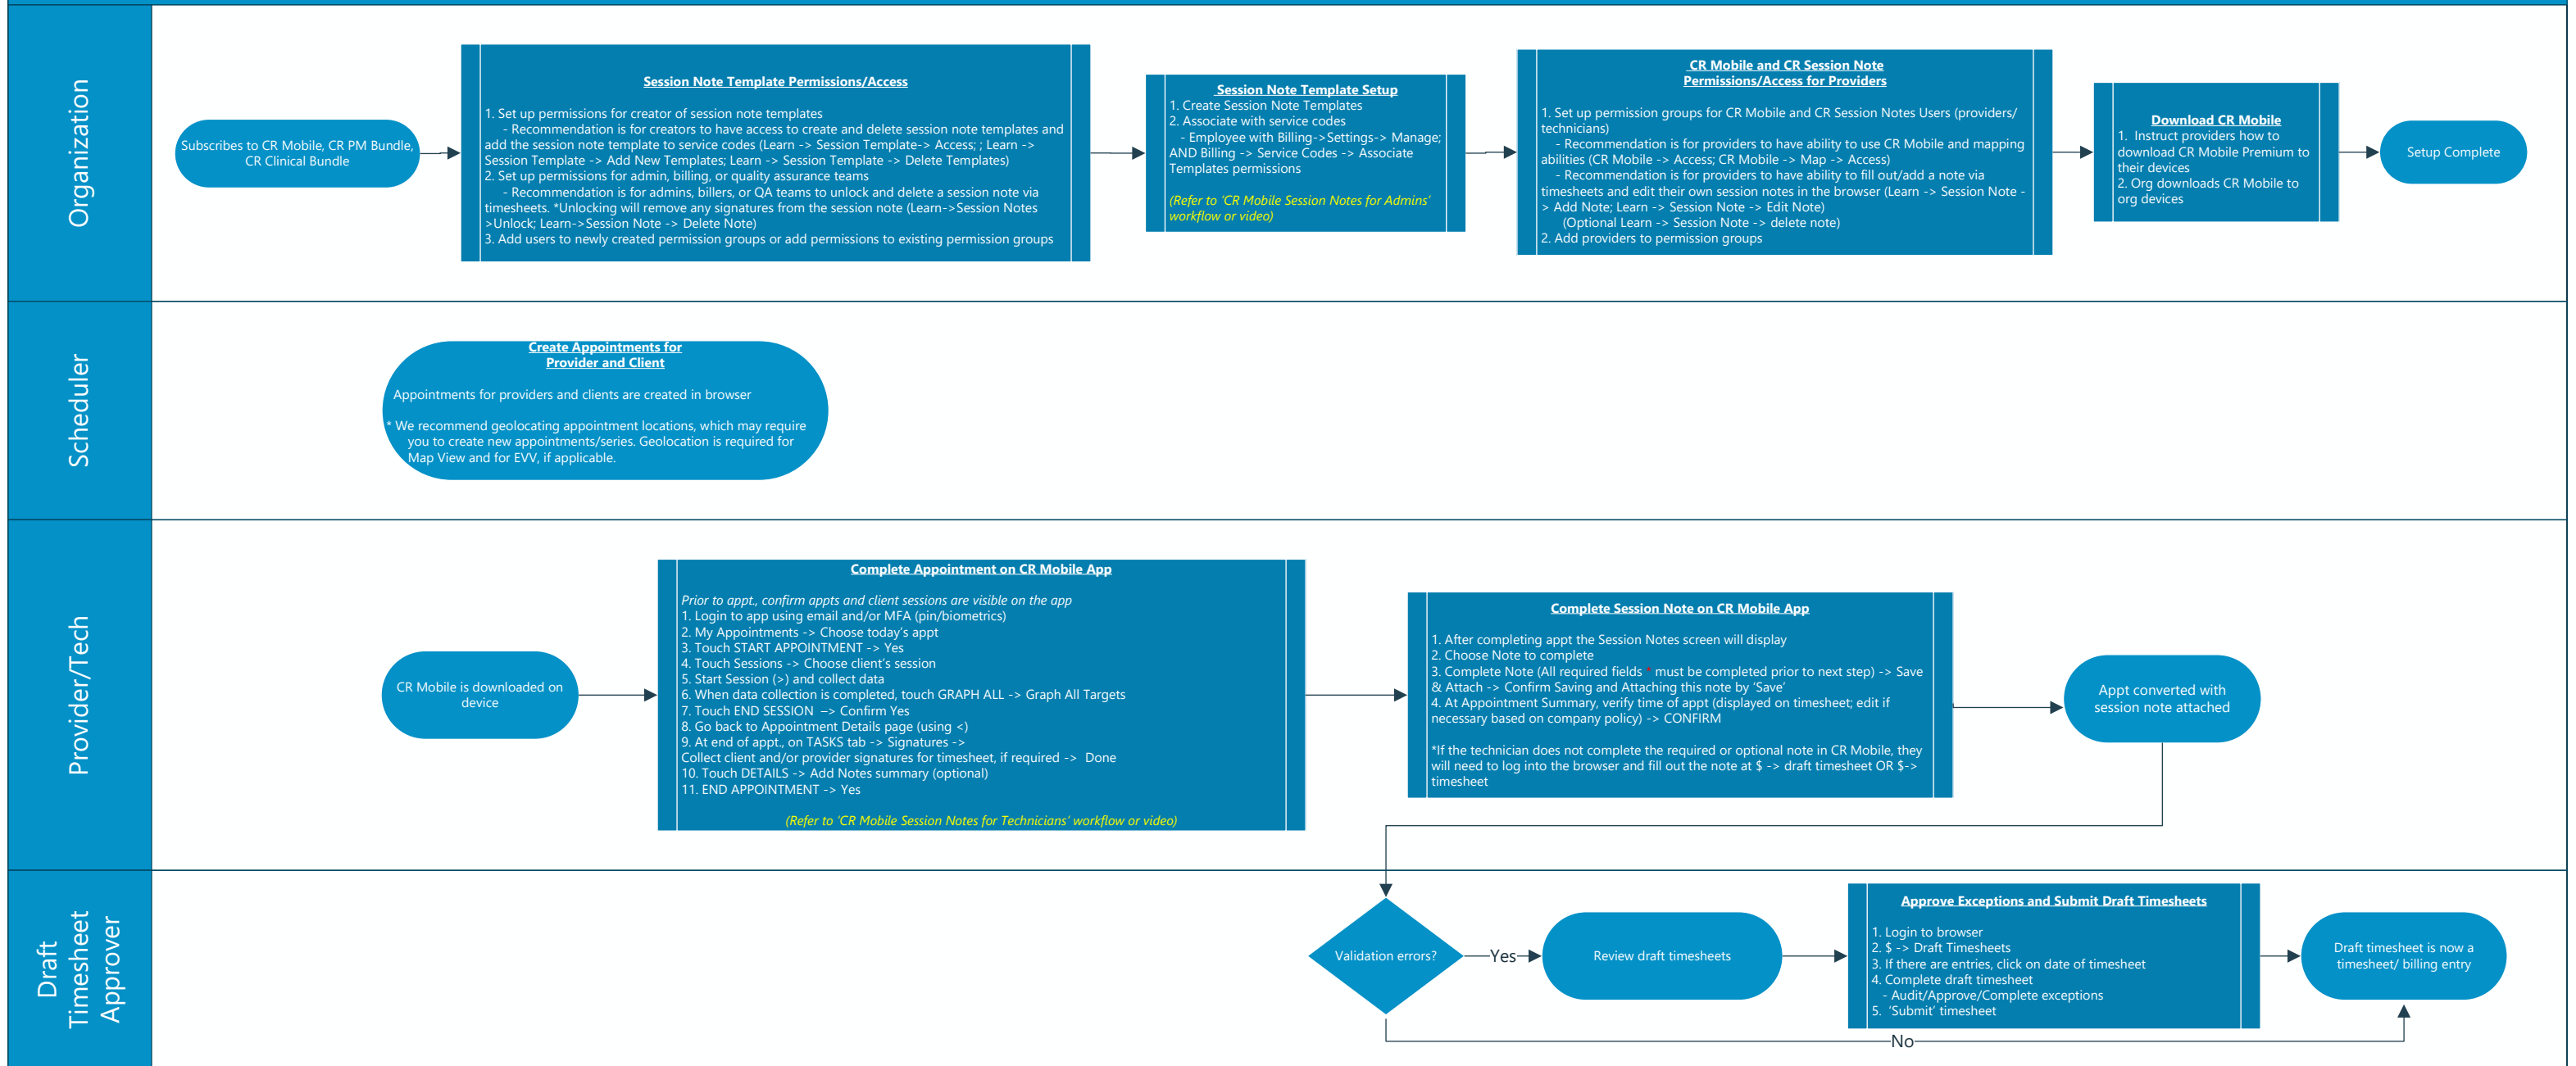 Organization
Subscribes to CR Mobile, CR PM Bundle,
CR Clinical Bundle
Session Note Template Permissions/Access
1. Set up permissions for creator of session note templates
- Recommendation is for creators to have access to create and delete session note templates and
add the session note template to service codes (Learn -> Session Template-> Access; ; Learn ->
Session Template -> Add New Templates; Learn -> Session Template -> Delete Templates)
2. Set up permissions for admin, billing, or quality assurance teams
- Recommendation is for admins, billers, or QA teams to unlock and delete a session note via
timesheets. *Unlocking will remove any signatures from the session note (Learn->Session Notes
>Unlock; Learn->Session Note -> Delete Note)
3. Add users to newly created permission groups or add permissions to existing permission groups
Session Note Template Setup
1. Create Session Note Templates
2. Associate with service codes
- Employee with Billing->Settings-> Manage;
AND Billing -> Service Codes -> Associate
Templates permissions
(Refer to 'CR Mobile Session Notes for Admins'
workflow or video)
CR Mobile and CR Session Note
Permissions/Access for Providers
1. Set up permission groups for CR Mobile and CR Session Notes Users (providers/
technicians)
- Recommendation is for providers to have ability to use CR Mobile and mapping
abilities (CR Mobile -> Access; CR Mobile -> Map -> Access)
- Recommendation is for providers to have ability to fill out/add a note via
timesheets and edit their own session notes in the browser (Learn -> Session Note -
> Add Note; Learn -> Session Note -> Edit Note)
(Optional Learn -> Session Note -> delete note)
2. Add providers to permission groups
Download CR Mobile
1. Instruct providers how to
download CR Mobile Premium to
their devices
2. Org downloads CR Mobile to
org devices
Setup Complete
Scheduler
Create Appointments for
Provider and Client
Appointments for providers and clients are created in browser
* We recommend geolocating appointment locations, which may require
you to create new appointments/series. Geolocation is required for
Map View and for EVV, if applicable.
Provider/Tech
CR Mobile is downloaded on
device
Complete Appointment on CR Mobile App
Prior to appt., confirm appts and client sessions are visible on the app
1. Login to app using email and/or MFA (pin/biometrics)
2. My Appointments -> Choose today's appt
3. Touch START APPOINTMENT -> Yes
4. Touch Sessions -> Choose client's session
5. Start Session (>) and collect data
6. When data collection is completed, touch GRAPH ALL -> Graph All Targets
7. Touch END SESSION –> Confirm Yes
8. Go back to Appointment Details page (using <)
9. At end of appt., on TASKS tab -> Signatures ->
Collect client and/or provider signatures for timesheet, if required -> Done
10. Touch DETAILS -> Add Notes summary (optional)
11. END APPOINTMENT -> Yes
(Refer to 'CR Mobile Session Notes for Technicians' workflow or video)
Complete Session Note on CR Mobile App
1. After completing appt the Session Notes screen will display
2. Choose Note to complete
3. Complete Note (All required fields * must be completed prior to next step) -> Save
& Attach -> Confirm Saving and Attaching this note by 'Save'
4. At Appointment Summary, verify time of appt (displayed on timesheet; edit if
necessary based on company policy) -> CONFIRM
*If the technician does not complete the required or optional note in CR Mobile, they
will need to log into the browser and fill out the note at $ -> draft timesheet OR $->
timesheet
Appt converted with
session note attached
Draft
Timesheet
Approver
Validation errors?
Yes
Review draft timesheets
Approve Exceptions and Submit Draft Timesheets
1. Login to browser
2. $ -> Draft Timesheets
3. If there are entries, click on date of timesheet
4. Complete draft timesheet
- Audit/Approve/Complete exceptions
5. 'Submit' timesheet
Draft timesheet is now a
timesheet/ billing entry
No